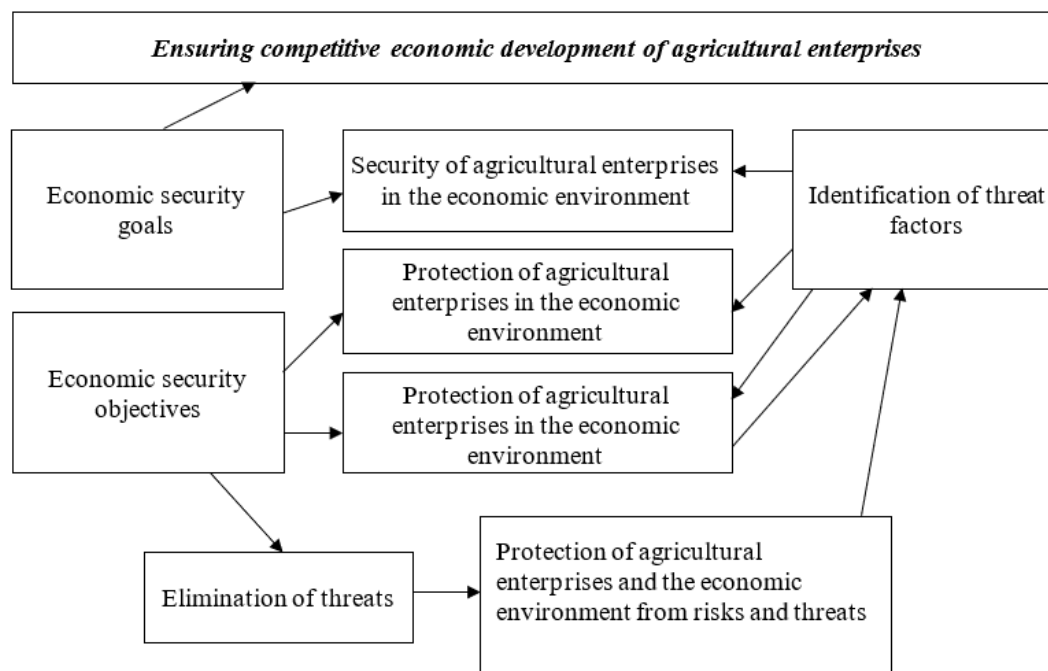 Ensuring competitive economic development of agricultural enterprises
Economic security
goals
Security of agricultural enterprises
in the economic environment
Identification of threat
factors
Protection of agricultural
enterprises in the economic
environment
Economic security
objectives
Protection of agricultural
enterprises in the economic
environment
Elimination of threats
Protection of agricultural
enterprises and the economic
environment from risks and threats